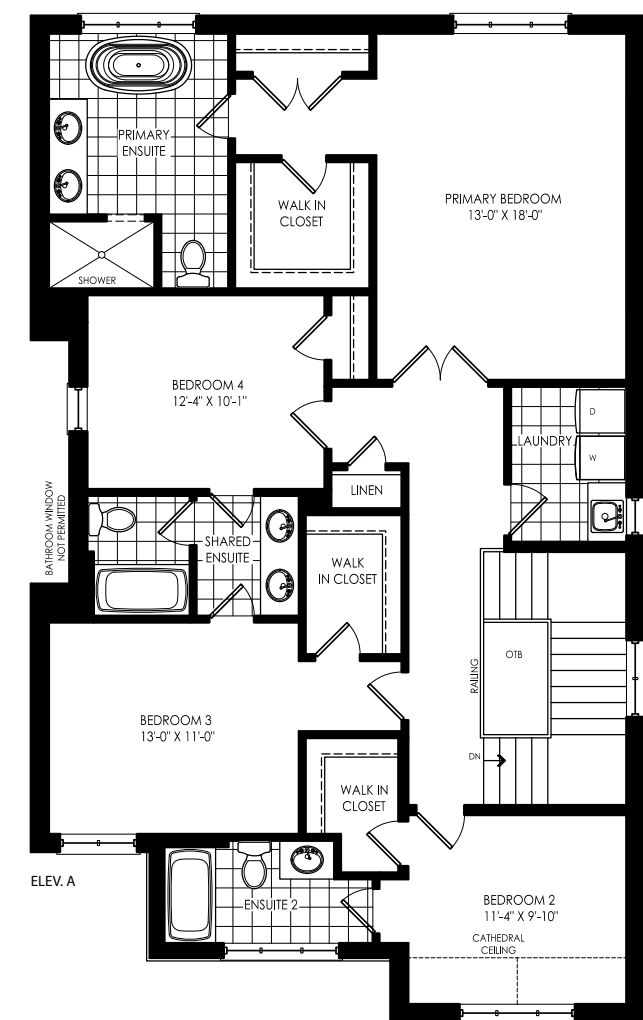 PRIMARY
ENSUITE
WALK IN
CLOSET
PRIMARY BEDROOM
13'-0" X 18'-0"
SHOWER
BEDROOM 4
12'-4" X 10'-1"
D
LAUNDRY
W
LINEN
BATHROOM WINDOW
NOT PERMITTED
SHARED
ENSUITE
WALK
IN CLOSET
OTB
RAILING
BEDROOM 3
13'-0" X 11'-0"
DN
WALK IN
CLOSET
ELEV. A
ENSUITE 2
BEDROOM 2
11'-4" X 9'-10"
CATHEDRAL
CEILING